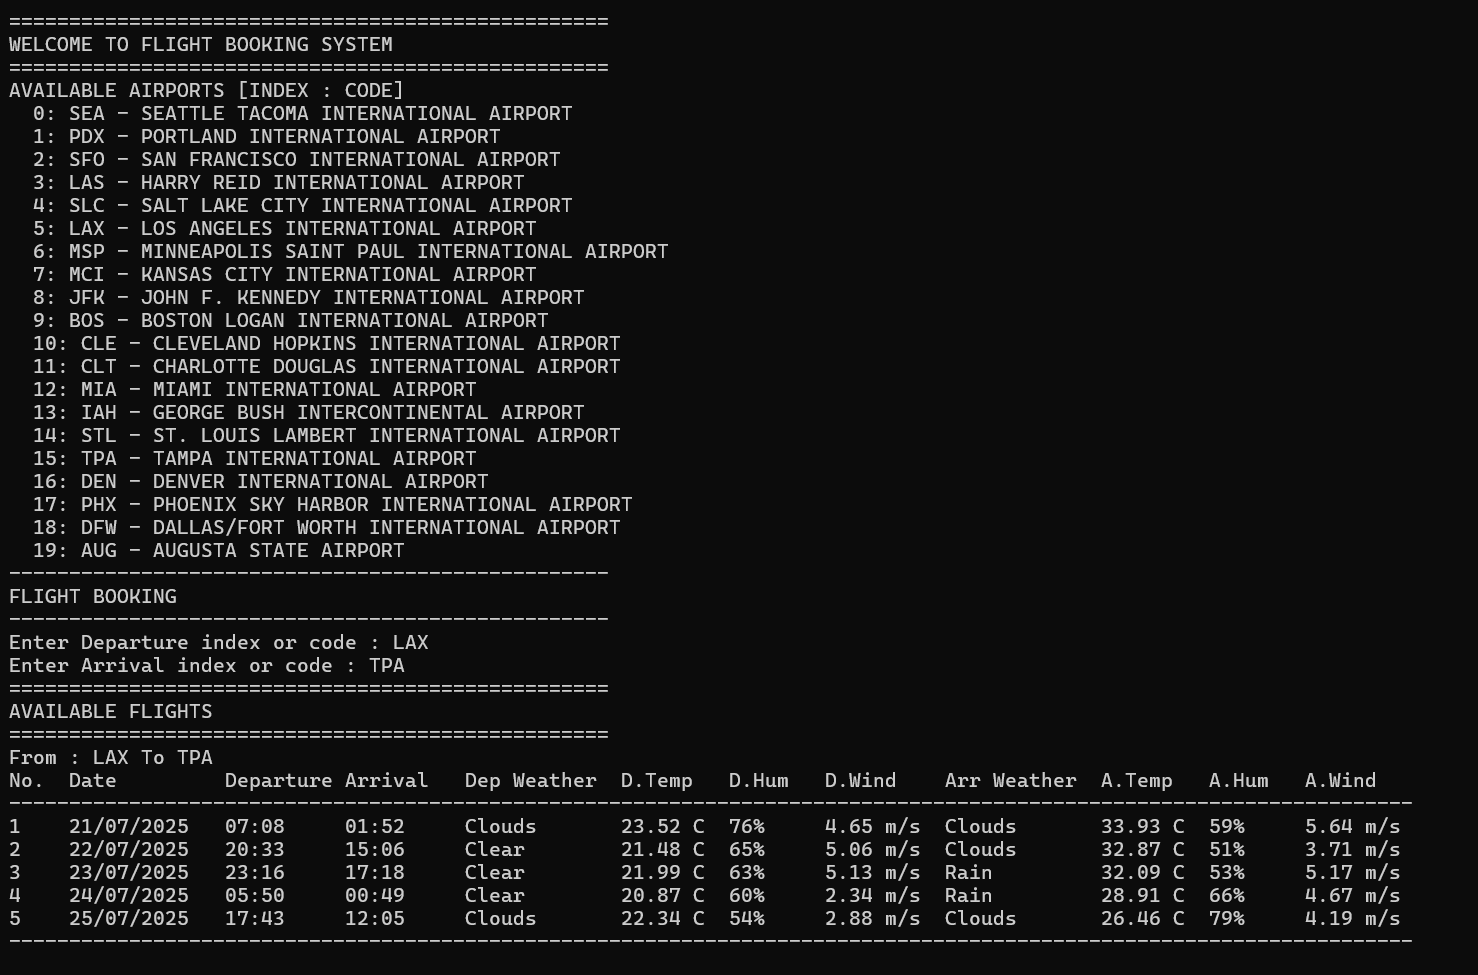 ==================================================
WELCOME TO FLIGHT BOOKING SYSTEM
==================================================
AVAILABLE AIRPORTS [INDEX : CODE]
  0: SEA - SEATTLE TACOMA INTERNATIONAL AIRPORT
  1: PDX - PORTLAND INTERNATIONAL AIRPORT
  2: SFO - SAN FRANCISCO INTERNATIONAL AIRPORT
  3: LAS - HARRY REID INTERNATIONAL AIRPORT
  4: SLC - SALT LAKE CITY INTERNATIONAL AIRPORT
  5: LAX - LOS ANGELES INTERNATIONAL AIRPORT
  6: MSP - MINNEAPOLIS SAINT PAUL INTERNATIONAL AIRPORT
  7: MCI - KANSAS CITY INTERNATIONAL AIRPORT
  8: JFK - JOHN F. KENNEDY INTERNATIONAL AIRPORT
  9: BOS - BOSTON LOGAN INTERNATIONAL AIRPORT
  10: CLE - CLEVELAND HOPKINS INTERNATIONAL AIRPORT
  11: CLT - CHARLOTTE DOUGLAS INTERNATIONAL AIRPORT
  12: MIA - MIAMI INTERNATIONAL AIRPORT
  13: IAH - GEORGE BUSH INTERCONTINENTAL AIRPORT
  14: STL - ST. LOUIS LAMBERT INTERNATIONAL AIRPORT
  15: TPA - TAMPA INTERNATIONAL AIRPORT
  16: DEN - DENVER INTERNATIONAL AIRPORT
  17: PHX - PHOENIX SKY HARBOR INTERNATIONAL AIRPORT
  18: DFW - DALLAS/FORT WORTH INTERNATIONAL AIRPORT
  19: AUG - AUGUSTA STATE AIRPORT
--------------------------------------------------
FLIGHT BOOKING
--------------------------------------------------
Enter Departure index or code : LAX
Enter Arrival index or code : TPA
==================================================
AVAILABLE FLIGHTS
==================================================
From : LAX To TPA
No.  Date         Departure Arrival   Dep Weather  D.Temp   D.Hum   D.Wind    Arr Weather  A.Temp   A.Hum   A.Wind
---------------------------------------------------------------------------------------------------------------------
1    21/07/2025   07:08     01:52     Clouds       23.52 C  76%     4.65 m/s  Clouds       33.93 C  59%     5.64 m/s
2    22/07/2025   20:33     15:06     Clear        21.48 C  65%     5.06 m/s  Clouds       32.87 C  51%     3.71 m/s
3    23/07/2025   23:16     17:18     Clear        21.99 C  63%     5.13 m/s  Rain         32.09 C  53%     5.17 m/s
4    24/07/2025   05:50     00:49     Clear        20.87 C  60%     2.34 m/s  Rain         28.91 C  66%     4.67 m/s
5    25/07/2025   17:43     12:05     Clouds       22.34 C  54%     2.88 m/s  Clouds       26.46 C  79%     4.19 m/s
---------------------------------------------------------------------------------------------------------------------